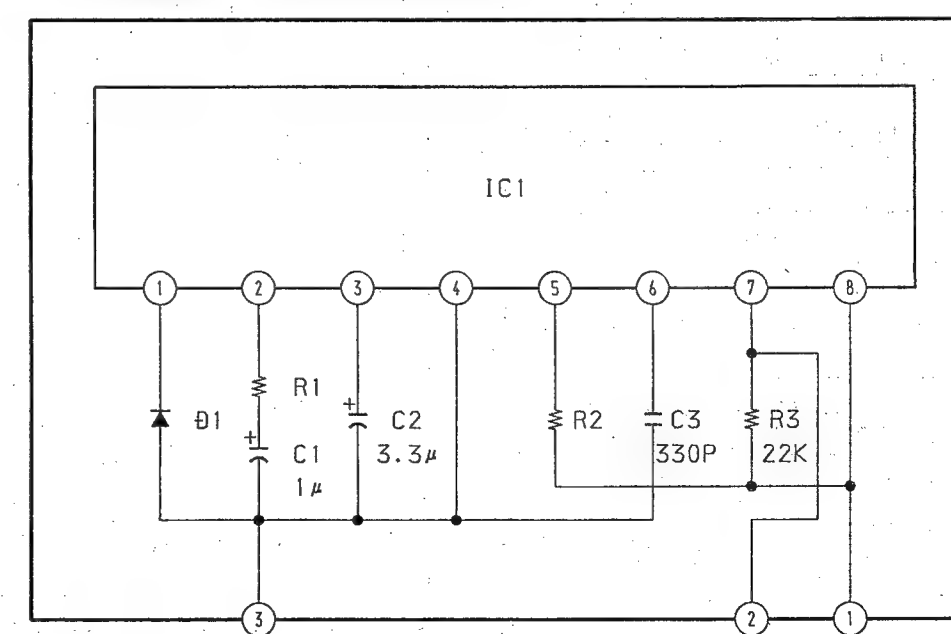 IC1
1 2 3 4 5 6 7 8
R1
D1
+ C1
1μ
+ C2
3.3μ
R2
C3
330P
R3
22K
3 2 1